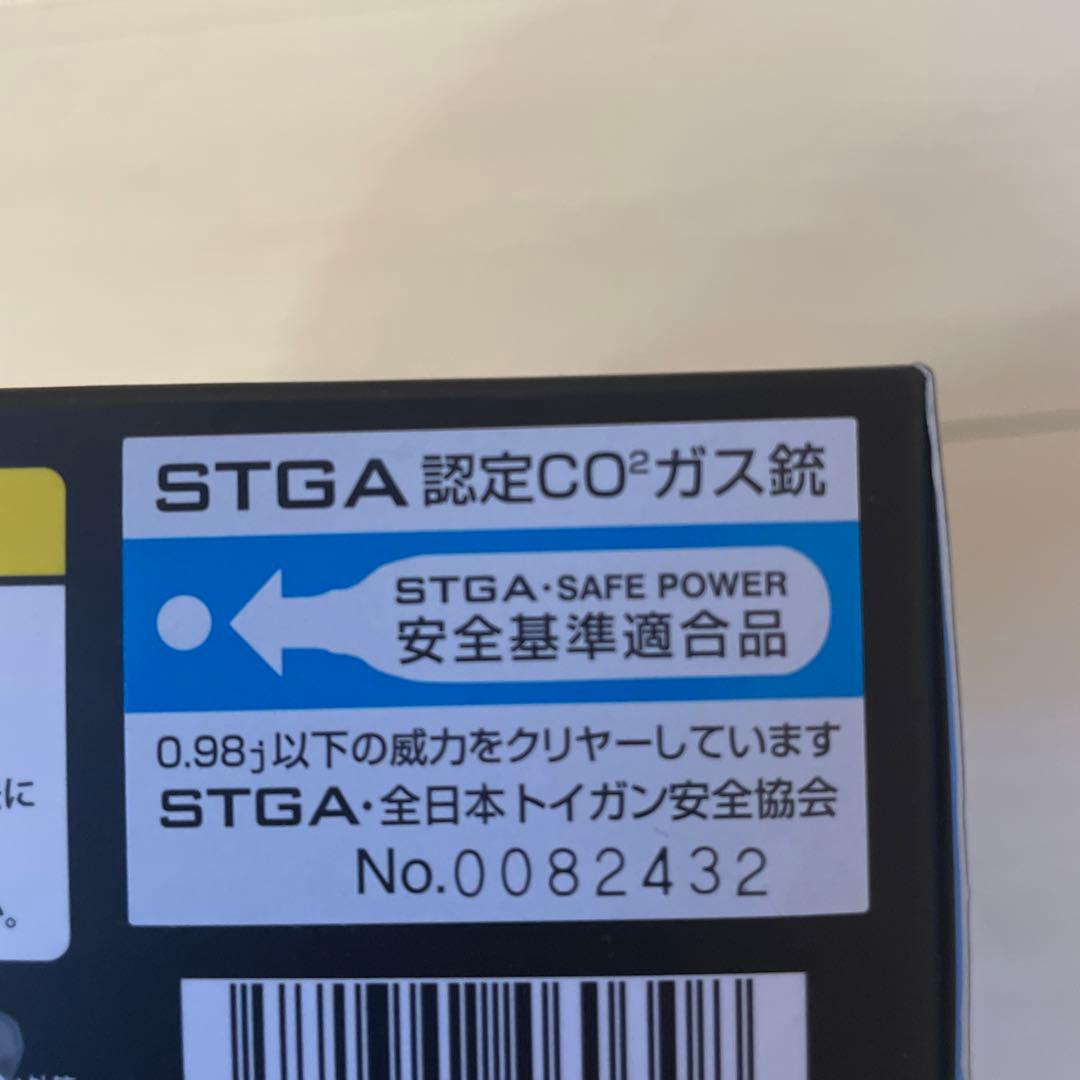 STGA 認定CO²ガス銃
STGA・SAFE POWER
安全基準適合品
0.98j以下の威力をクリヤーしています
STGA・全日本トイガン安全協会
No.0082432
に
。